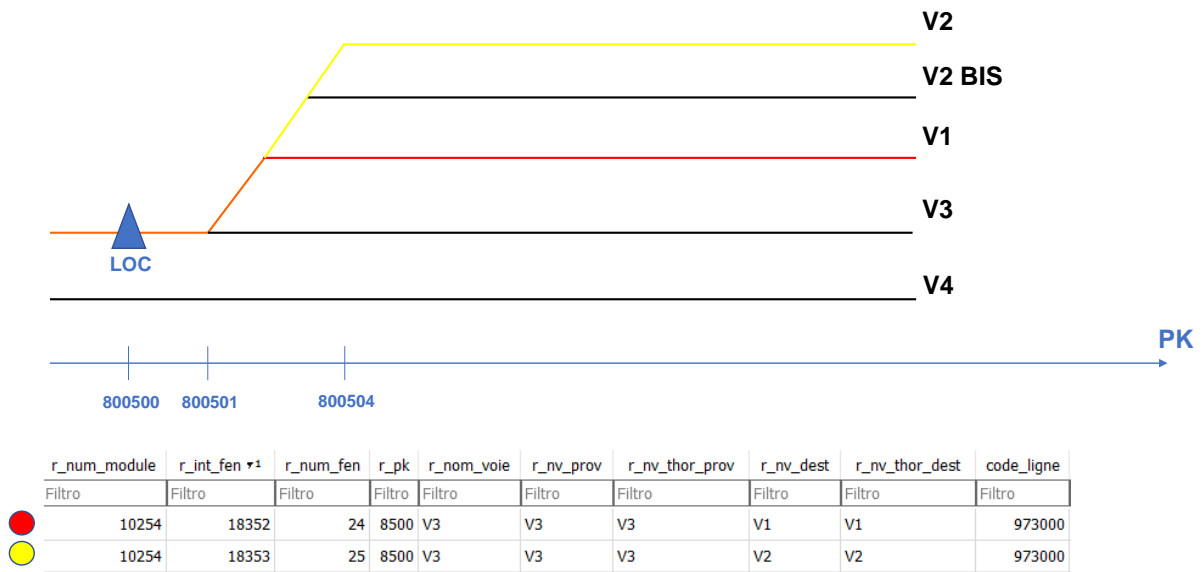 V2
V2 BIS
V1
V3
LOC
V4
PK
800500 800501 800504
r_num_module r_int_fen ▼1 r_num_fen r_pk r_nom_voie r_nv_prov r_nv_thor_prov r_nv_dest r_nv_thor_dest code_ligne
Filtro Filtro Filtro Filtro Filtro Filtro Filtro Filtro Filtro Filtro
10254 18352 24 8500 V3 V3 V3 V1 V1 973000
10254 18353 25 8500 V3 V3 V3 V2 V2 973000